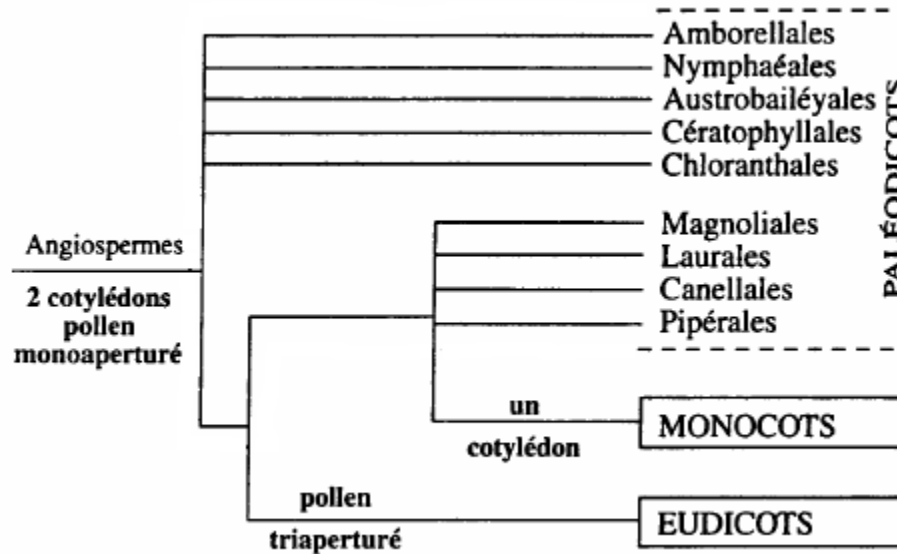 Amborellales
Nymphaéales
Austrobailéyales
Cératophyllales
Chloranthales
PALÉODICOTS
Magnoliales
Laurales
Canellales
Pipérales
Angiospermes
2 cotylédons
pollen
monoaperturé
un
cotylédon
MONOCOTS
pollen
triaperturé
EUDICOTS